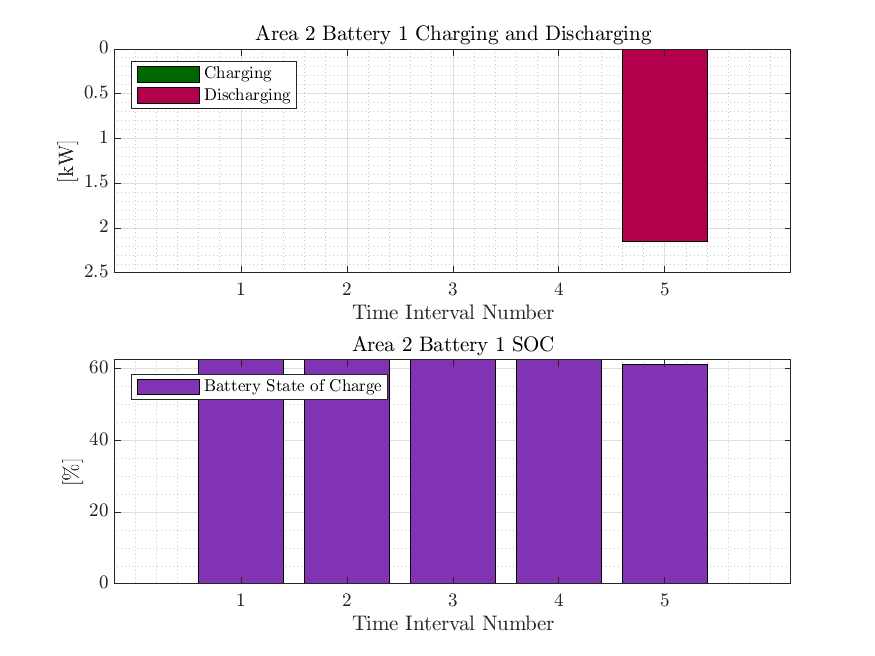 Area 2 Battery 1 Charging and Discharging
0
0.5
1
1.5
2
2.5
[kW]
Charging
Discharging
1 2 3 4 5
Time Interval Number
Area 2 Battery 1 SOC
60
40
20
0
[%]
Battery State of Charge
1 2 3 4 5
Time Interval Number